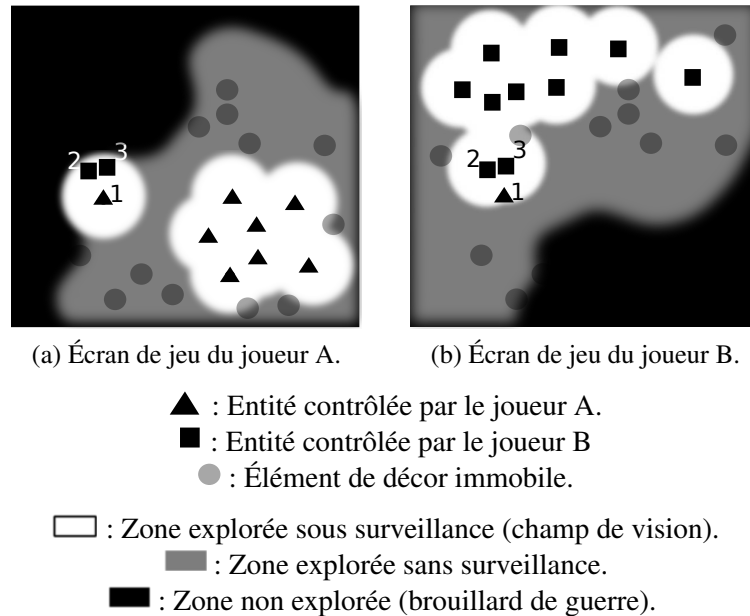 2 3
1
2 3
1
(a) Écran de jeu du joueur A.
(b) Écran de jeu du joueur B.
: Entité contrôlée par le joueur A.
: Entité contrôlée par le joueur B
: Élément de décor immobile.
: Zone explorée sous surveillance (champ de vision).
: Zone explorée sans surveillance.
: Zone non explorée (brouillard de guerre).